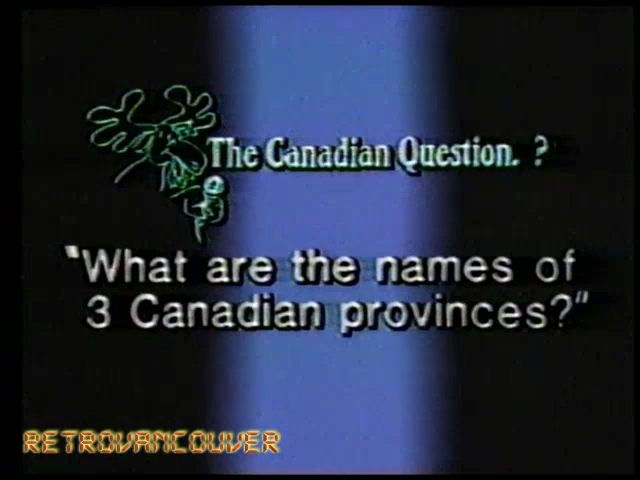 The Canadian Question. ?
"What are the names of
3 Canadian provinces?"
RETROVANCOUVER